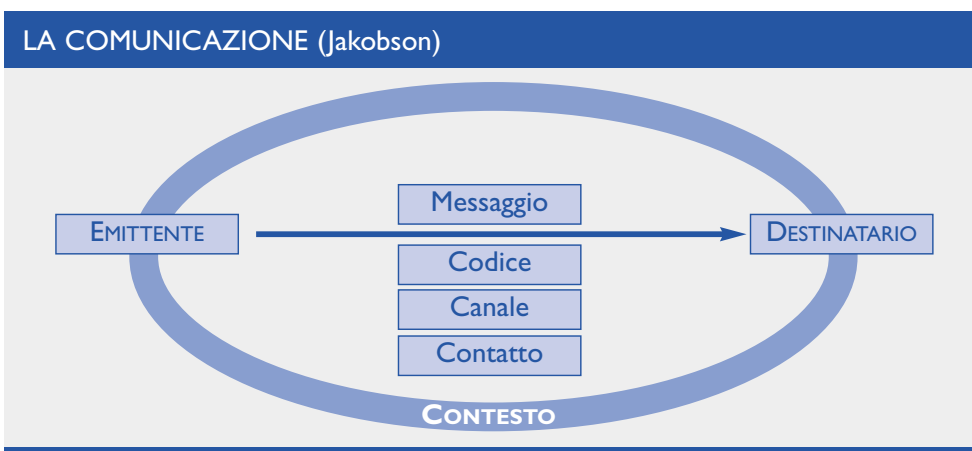 LA COMUNICAZIONE (Jakobson)
Messaggio
EMITTENTE
DESTINATARIO
Codice
Canale
Contatto
CONTESTO